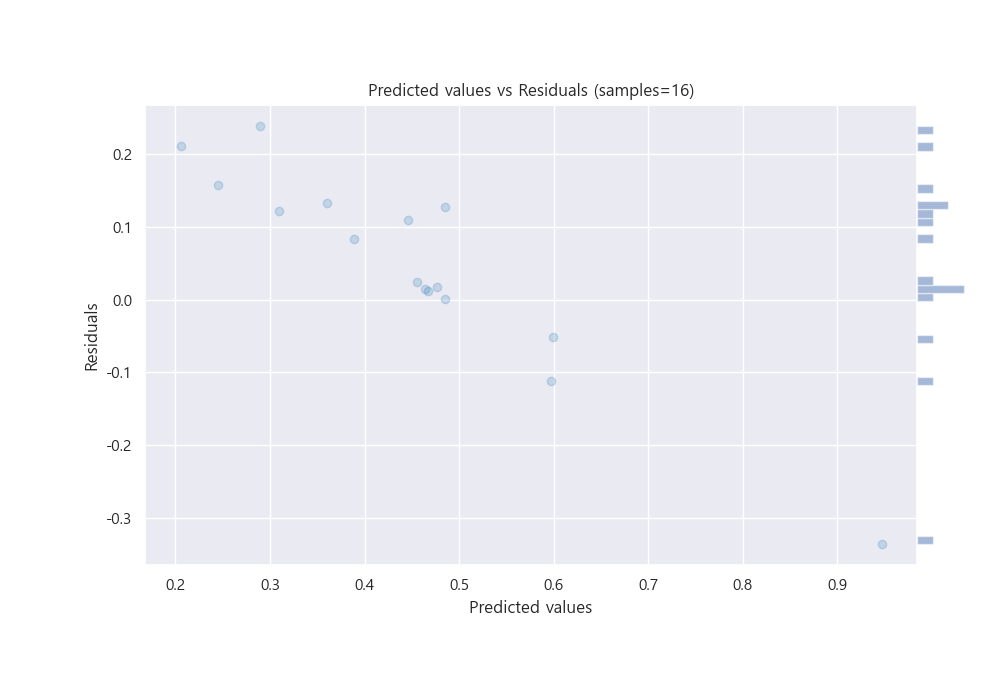 Predicted values vs Residuals (samples=16)
0.2
0.1
0.0
-0.1
-0.2
-0.3
Residuals
0.2 0.3 0.4 0.5 0.6 0.7 0.8 0.9
Predicted values